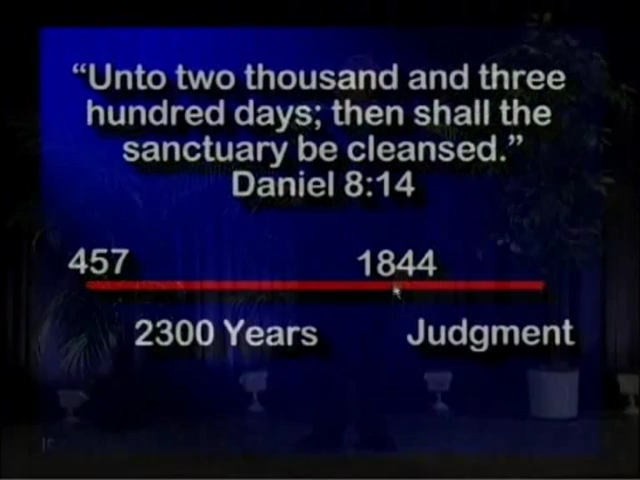 “Unto two thousand and three
hundred days; then shall the
sanctuary be cleansed.”
Daniel 8:14
457 1844
2300 Years Judgment